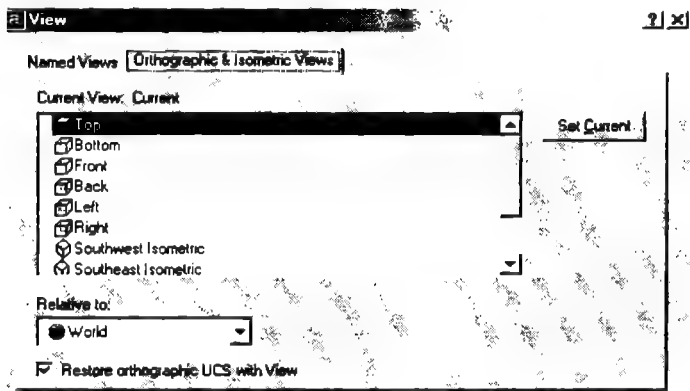 View
Named Views Orthographic & Isometric Views
Current View: Current
Top
Set Current
Bottom
Front
Back
Left
Right
Southwest Isometric
Southeast Isometric
Relative to:
World
Restore orthographic UCS with View